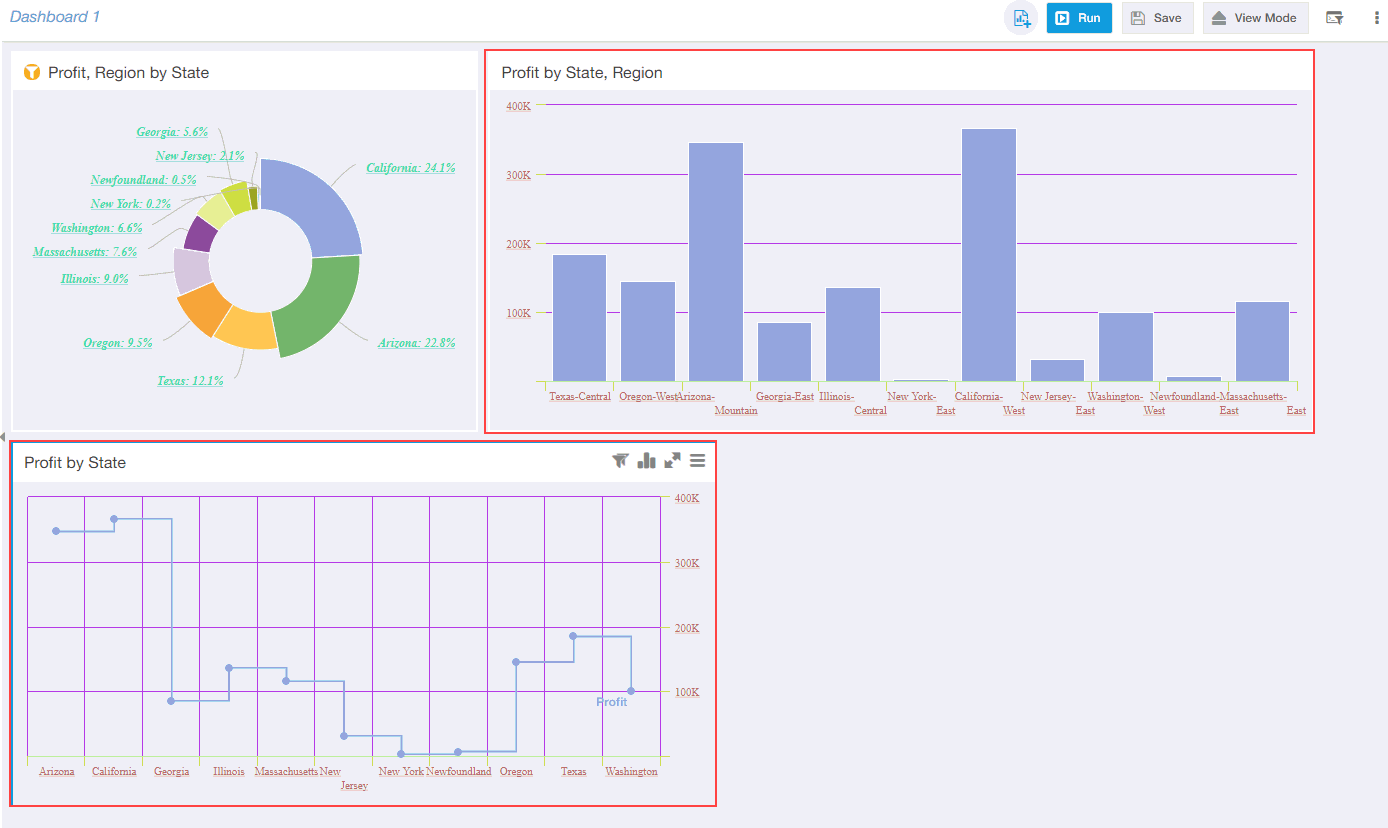 Dashboard 1
Run
Save
View Mode
Profit, Region by State
Georgia: 5.6%
New Jersey: 2.1%
California: 24.1%
Newfoundland: 0.5%
New York: 0.2%
Washington: 6.6%
Massachusetts: 7.6%
Illinois: 9.0%
Oregon: 9.5%
Arizona: 22.8%
Texas: 12.1%
Profit by State, Region
400K
300K
200K
100K
Texas-Central
Oregon-West
Arizona-
Mountain
Georgia-East
Illinois-
Central
New York-
East
California-
West
New Jersey-
East
Washington-
West
Newfoundland-
East
Massachusetts-
East
Profit by State
400K
300K
200K
100K
Profit
Arizona
California
Georgia
Illinois
Massachusetts
New
Jersey
New York
Newfoundland
Oregon
Texas
Washington